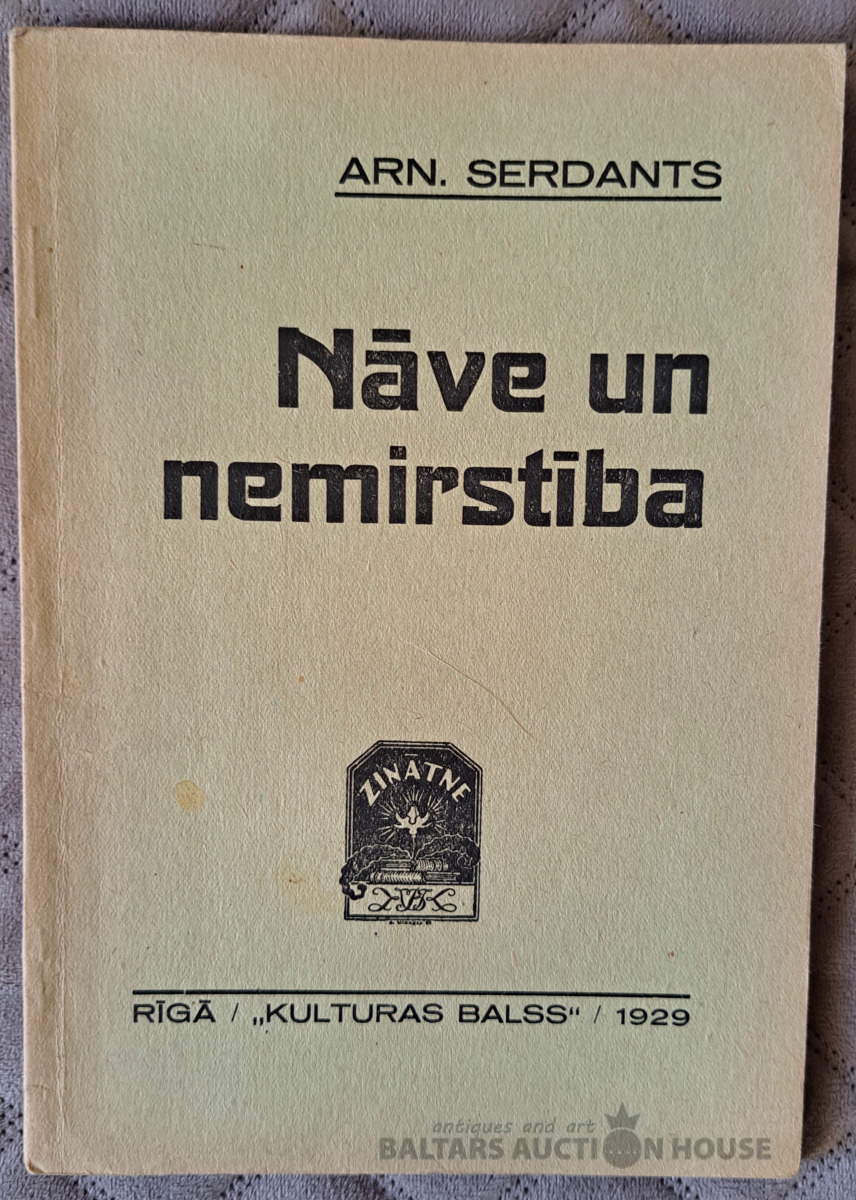 ARN. SERDANTS
Nāve un
nemirstība
ZINĀTNE
RĪGĀ / „KULTURAS BALSS“ / 1929
antiques and art
BALTARS AUCTION HOUSE